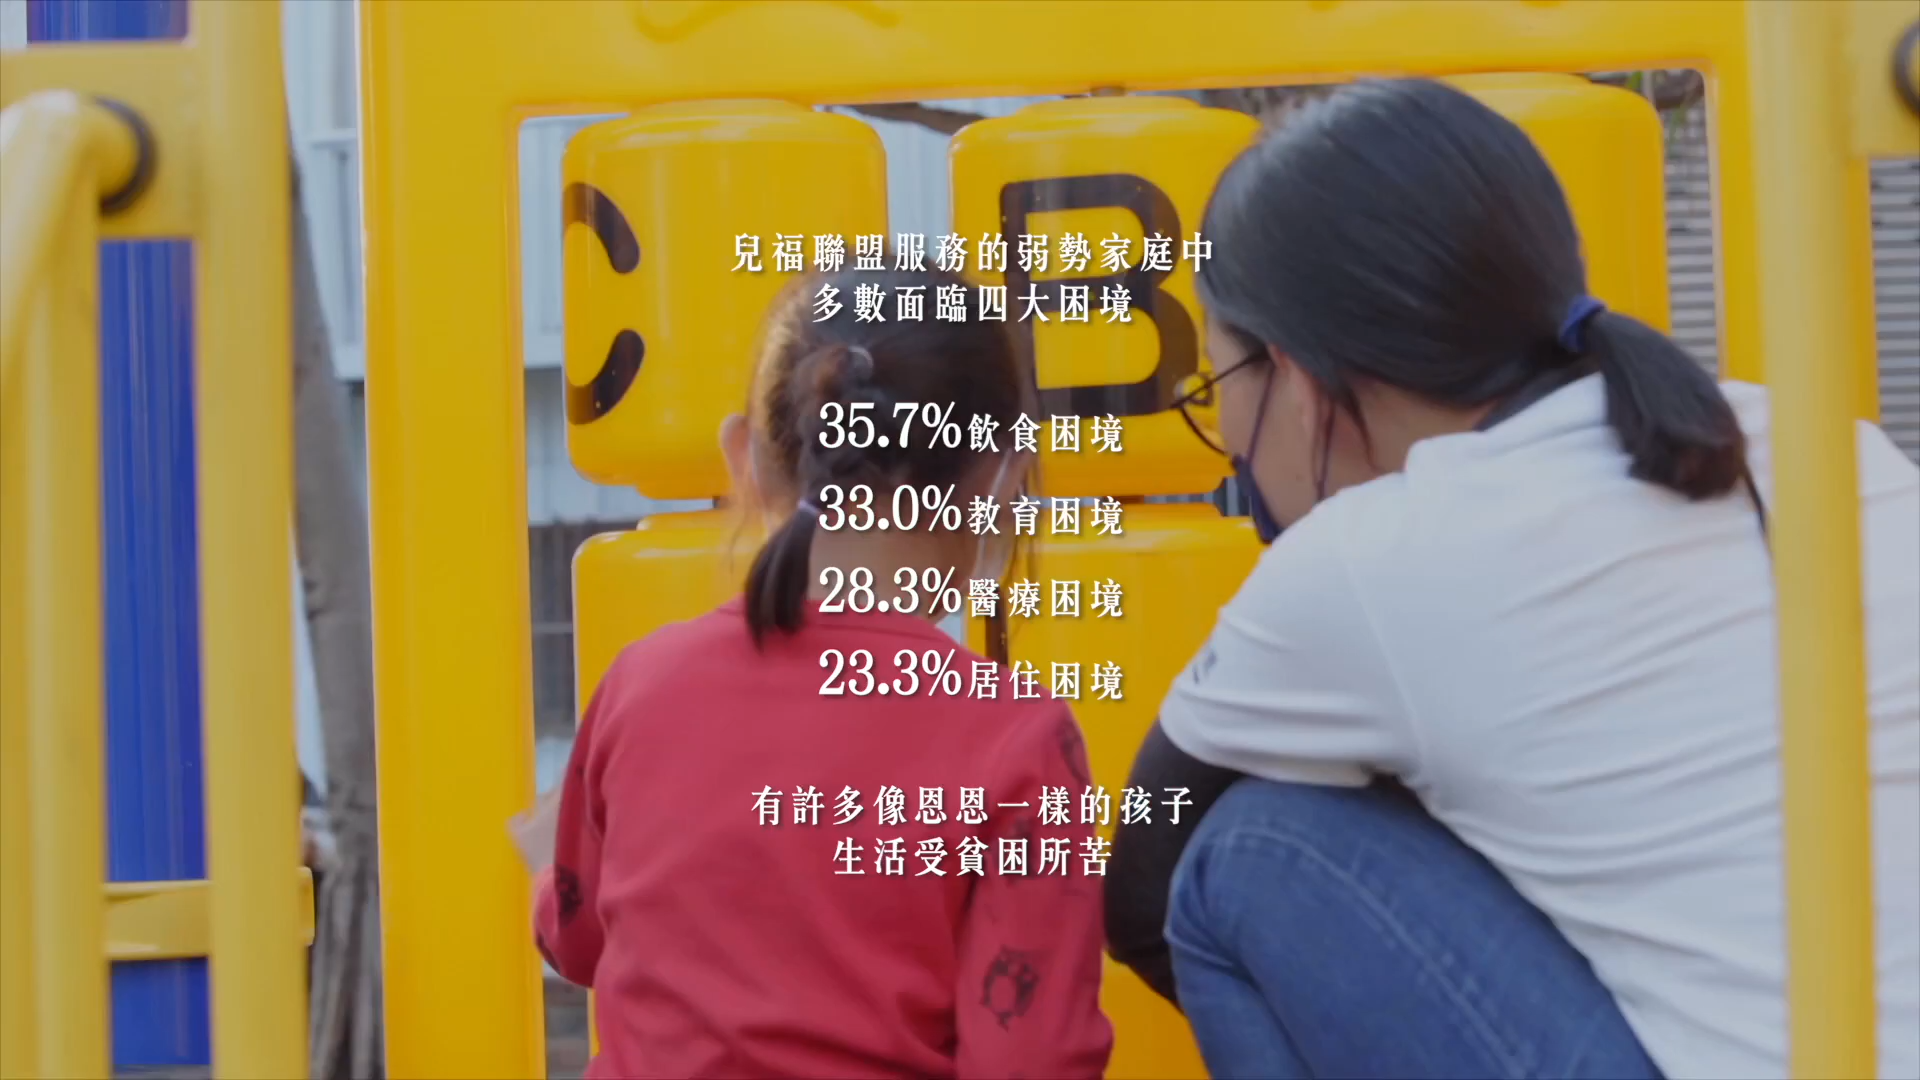 C B
兒福聯盟服務的弱勢家庭中
多數面臨四大困境
35.7%飲食困境
33.0%教育困境
28.3%醫療困境
23.3%居住困境
有許多像恩恩一樣的孩子
生活受貧困所苦